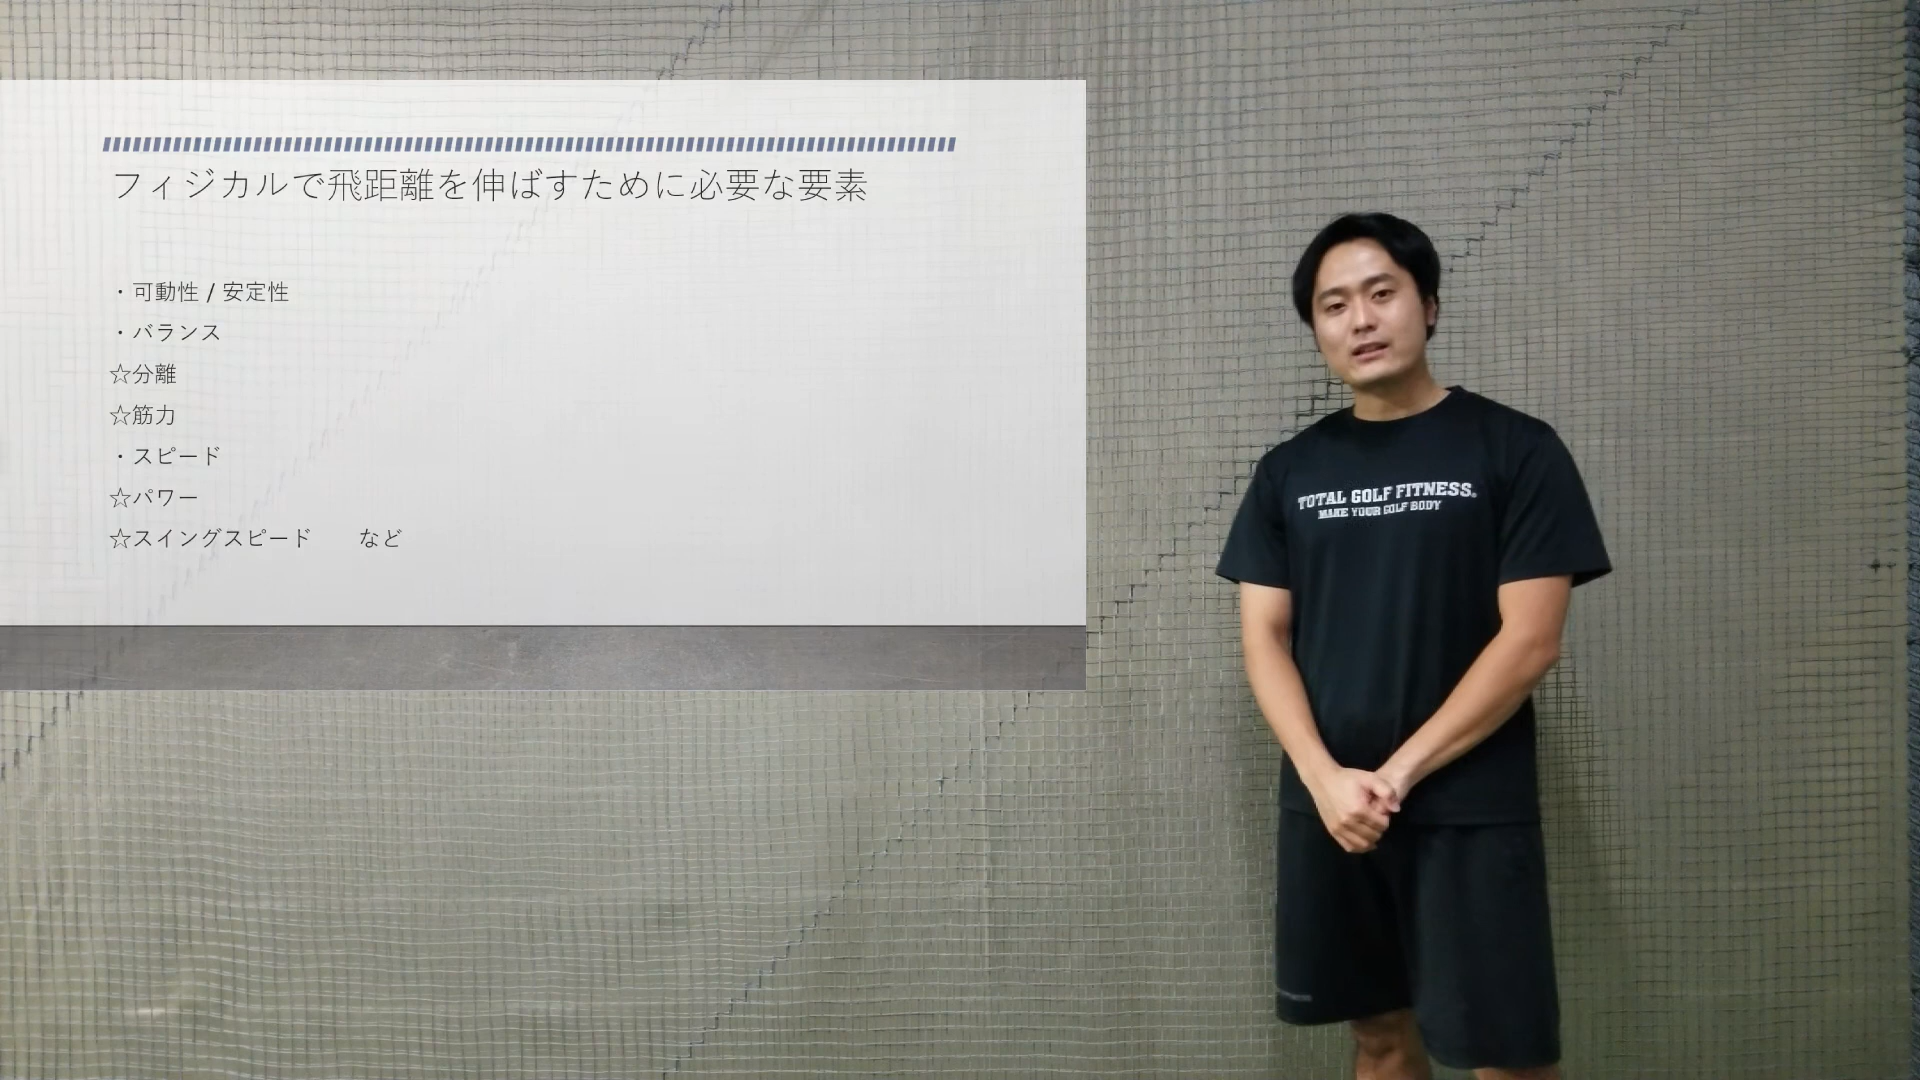 フィジカルで飛距離を伸ばすために必要な要素
・可動性 / 安定性
・バランス
☆分離
☆筋力
・スピード
☆パワー
☆スイングスピード　　など
TOTAL GOLF FITNESS.
MAKE YOUR GOLF BODY